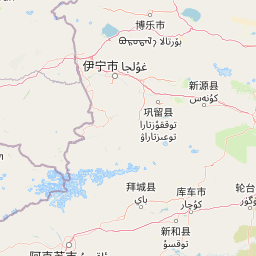 博乐市
بۆرتالا
伊宁市 غۇلجا
新源县
كۈنەس
巩留县
توققۇزتارا
توعىزتاراۋ
拜城县
باي
库车市
كۇچار
轮台
新和县
توقسۇ